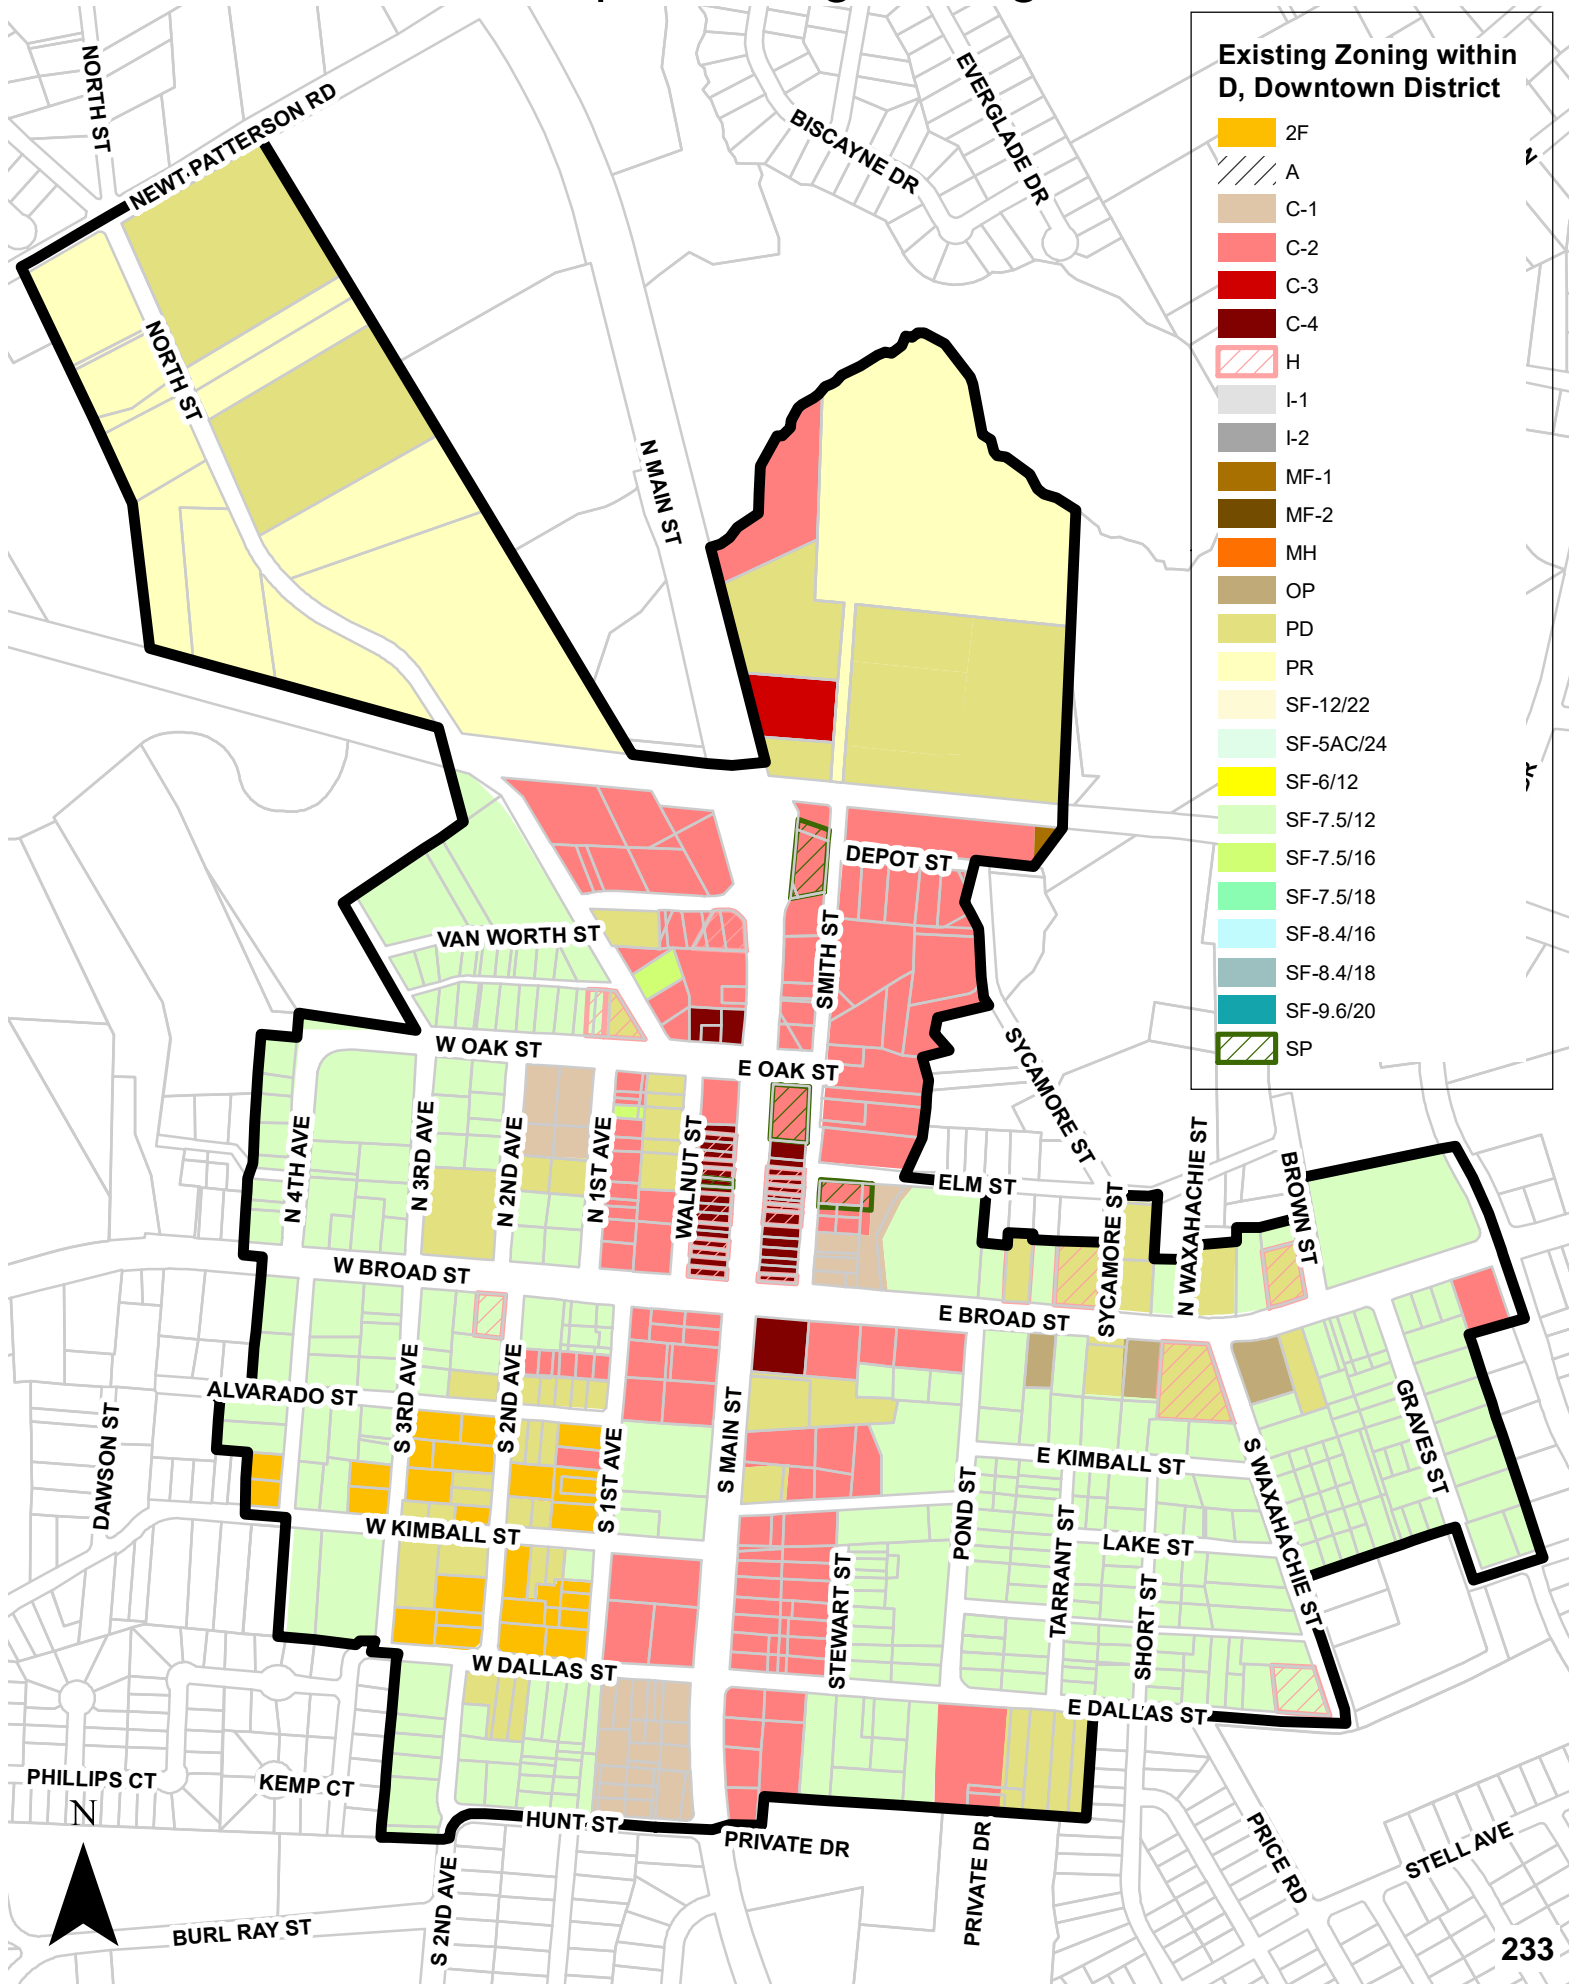 Existing Zoning within
D, Downtown District
2F
A
C-1
C-2
C-3
C-4
H
I-1
I-2
MF-1
MF-2
MH
OP
PD
PR
SF-12/22
SF-5AC/24
SF-6/12
SF-7.5/12
SF-7.5/16
SF-7.5/18
SF-8.4/16
SF-8.4/18
SF-9.6/20
SP
NORTH ST
NEWT PATTERSON RD
BISCAYNE DR
EVERGLADE DR
NORTH ST
N MAIN ST
DEPOT ST
VAN WORTH ST
SMITH ST
W OAK ST
E OAK ST
SYCAMORE ST
N 4TH AVE
N 3RD AVE
N 2ND AVE
N 1ST AVE
WALNUT ST
ELM ST
SYCAMORE ST
N WAXAHACHIE ST
BROWN ST
W BROAD ST
E BROAD ST
ALVARADO ST
DAWSON ST
S 3RD AVE
S 2ND AVE
S 1ST AVE
S MAIN ST
GRAVES ST
E KIMBALL ST
S WAXAHACHIE ST
W KIMBALL ST
POND ST
TARRANT ST
LAKE ST
STEWART ST
SHORT ST
W DALLAS ST
E DALLAS ST
PHILLIPS CT
KEMP CT
HUNT ST
PRIVATE DR
PRIVATE DR
PRICE RD
STELL AVE
N
BURL RAY ST
S 2ND AVE
233